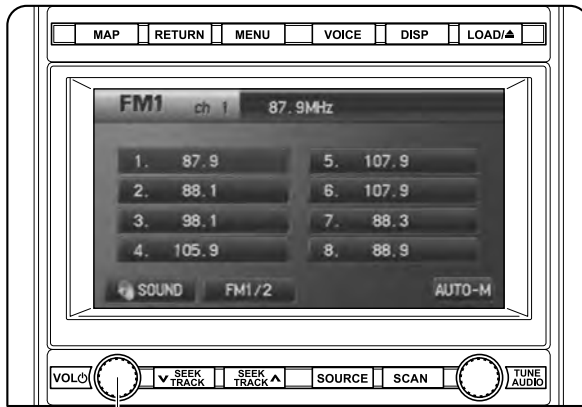 MAP RETURN MENU VOICE DISP LOAD/⏏
FM1 ch 1 87.9MHz
1. 87.9 5. 107.9
2. 88.1 6. 107.9
3. 98.1 7. 88.3
4. 105.9 8. 88.9
SOUND FM1/2 AUTO-M
VOL⏻ ∨ SEEK TRACK SEEK TRACK ∧ SOURCE SCAN TUNE AUDIO